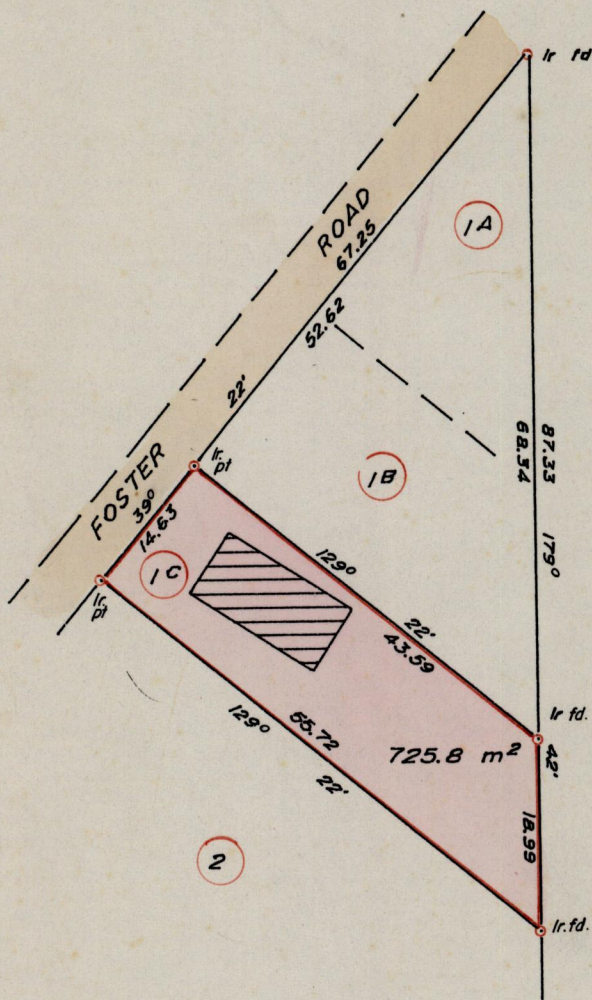 Ir fd
1A
ROAD
67.25
52.62
22'
Ir.
pt
FOSTER
39°
14.63
1C
1B
87.33 179°
68.34
Ir.
pt
129°
22'
43.59
Ir fd.
42'
129°
55.72
22'
725.8 m²
18.99
2
Ir.fd.